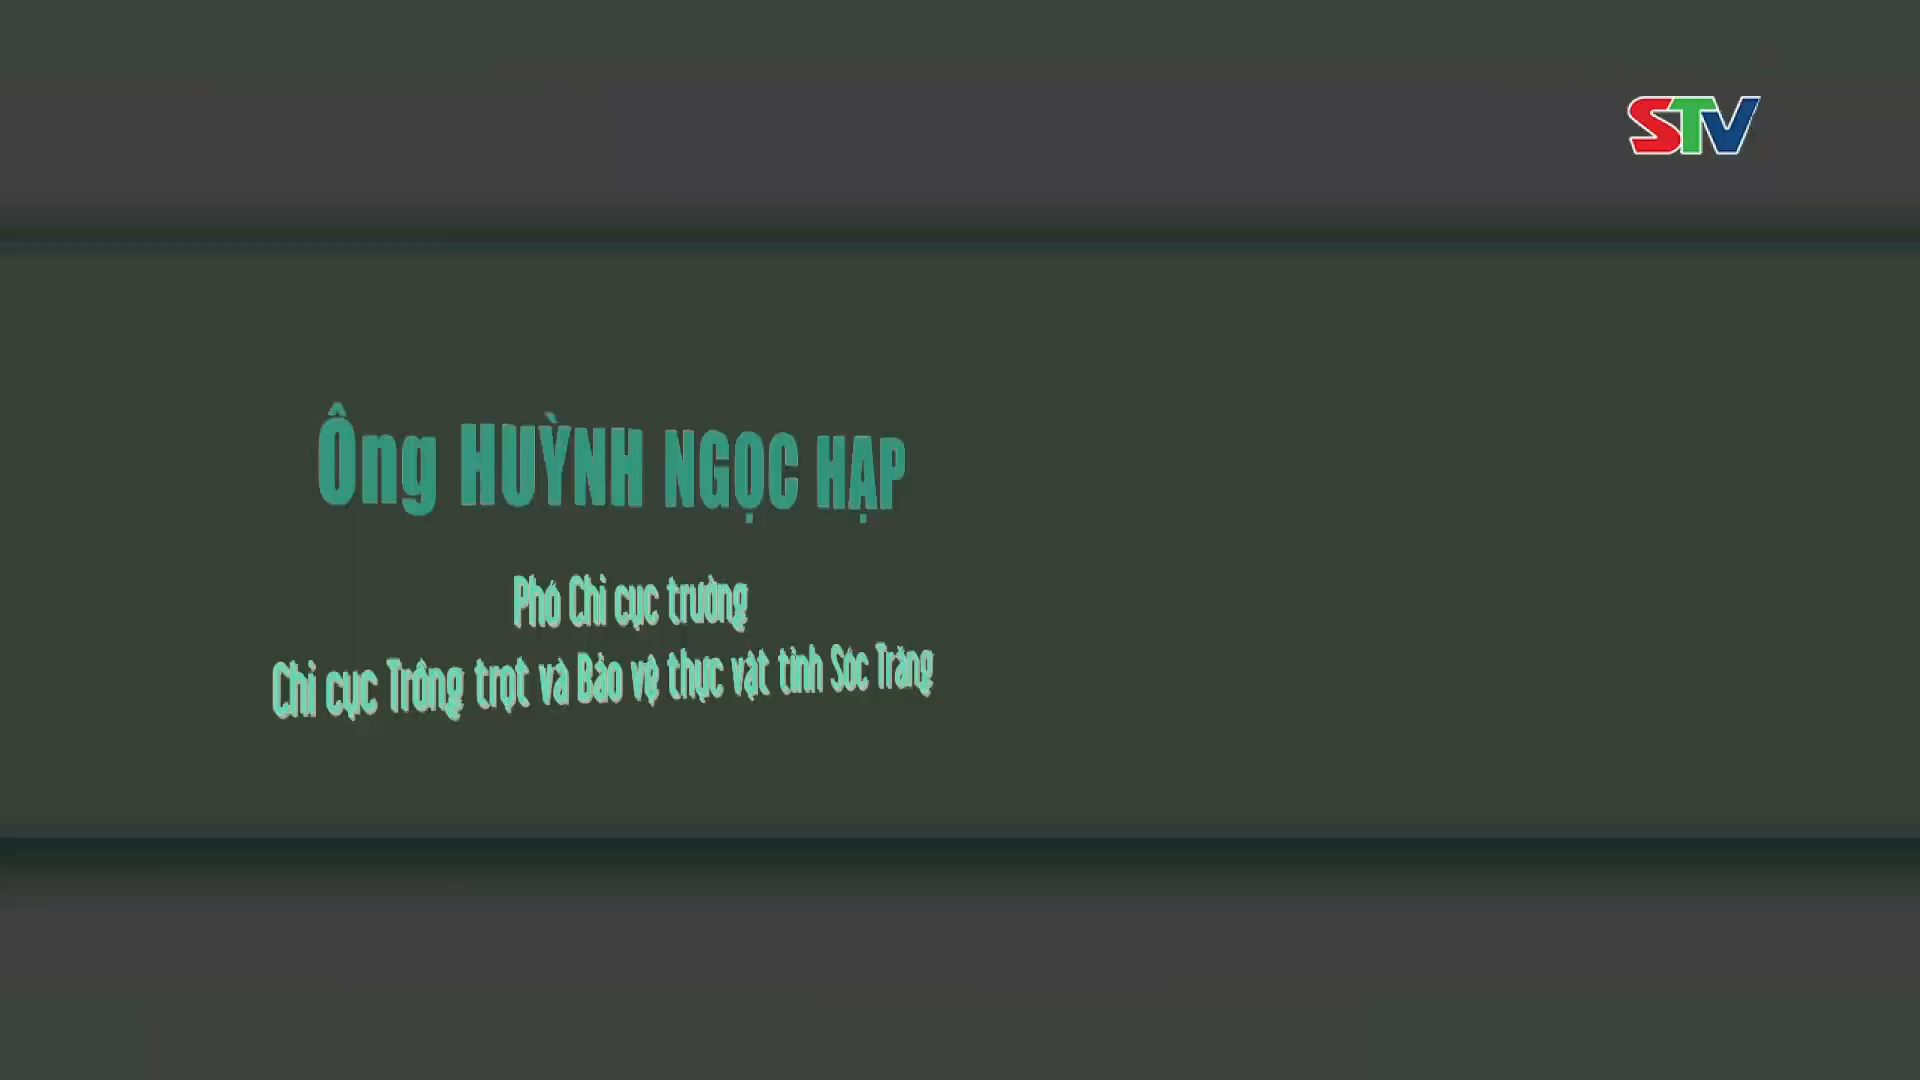 STV
Ông HUỲNH NGỌC HẠP
Phó Chi cục trưởng
Chi cục Trồng trọt và Bảo vệ thực vật tỉnh Sóc Trăng